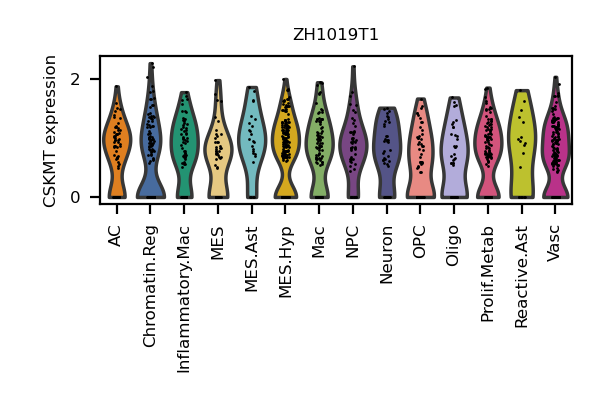 ZH1019T1
CSKMT expression
2
0
AC
Chromatin.Reg
Inflammatory.Mac
MES
MES.Ast
MES.Hyp
Mac
NPC
Neuron
OPC
Oligo
Prolif.Metab
Reactive.Ast
Vasc